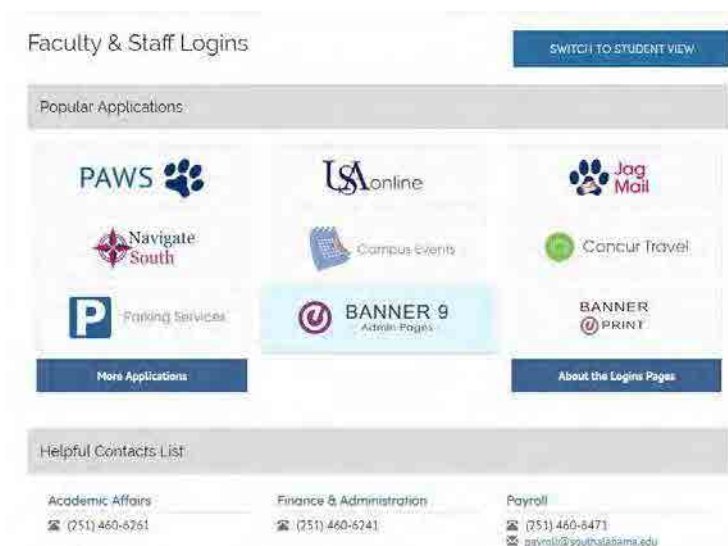 Faculty & Staff Logins
SWITCH TO STUDENT VIEW
Popular Applications
PAWS
USAonline
Jag
Mail
Navigate
South
Campus Events
Concur Travel
P Parking Services
BANNER 9
Admin Pages
BANNER
PRINT
More Applications
About the Logins Pages
Helpful Contacts List
Academic Affairs
Finance & Administration
Payroll
(251) 460-6261
(251) 460-6241
(251) 460-6471
payroll@southalabama.edu